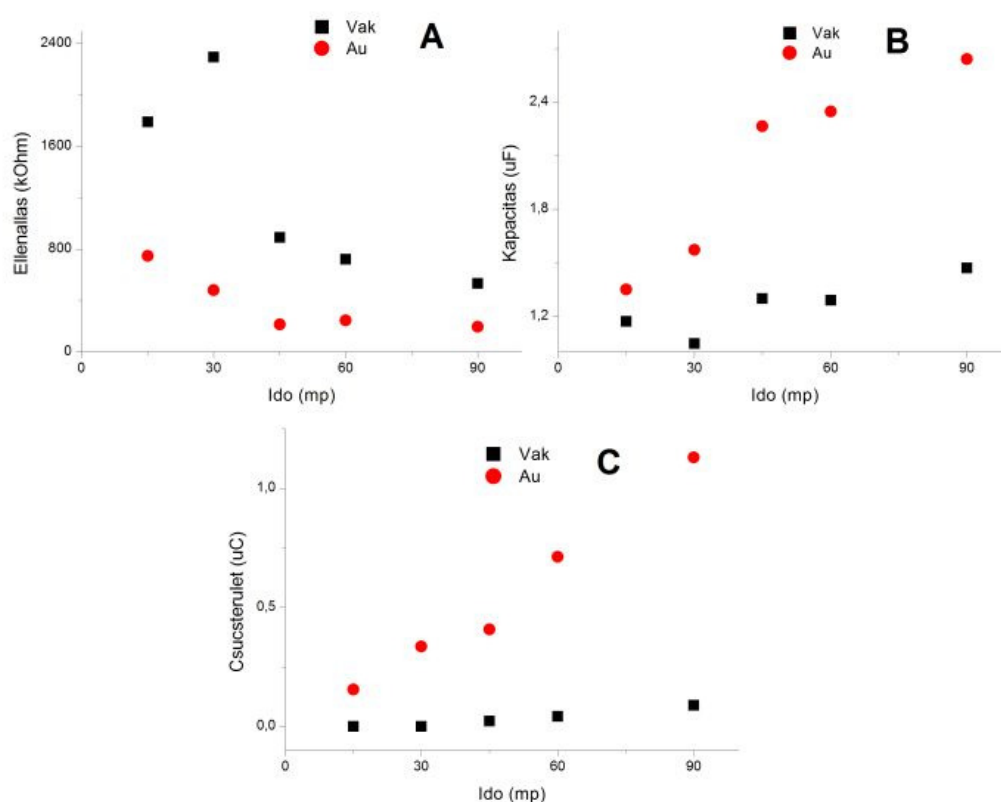 Vak
Au
A
2400
1600
800
0
Ellenallas (kOhm)
0
30
60
90
Ido (mp)
Vak
Au
B
2,4
1,8
1,2
Kapacitas (uF)
0
30
60
90
Ido (mp)
Vak
Au
C
1,0
0,5
0,0
Csucsterulet (uC)
0
30
60
90
Ido (mp)